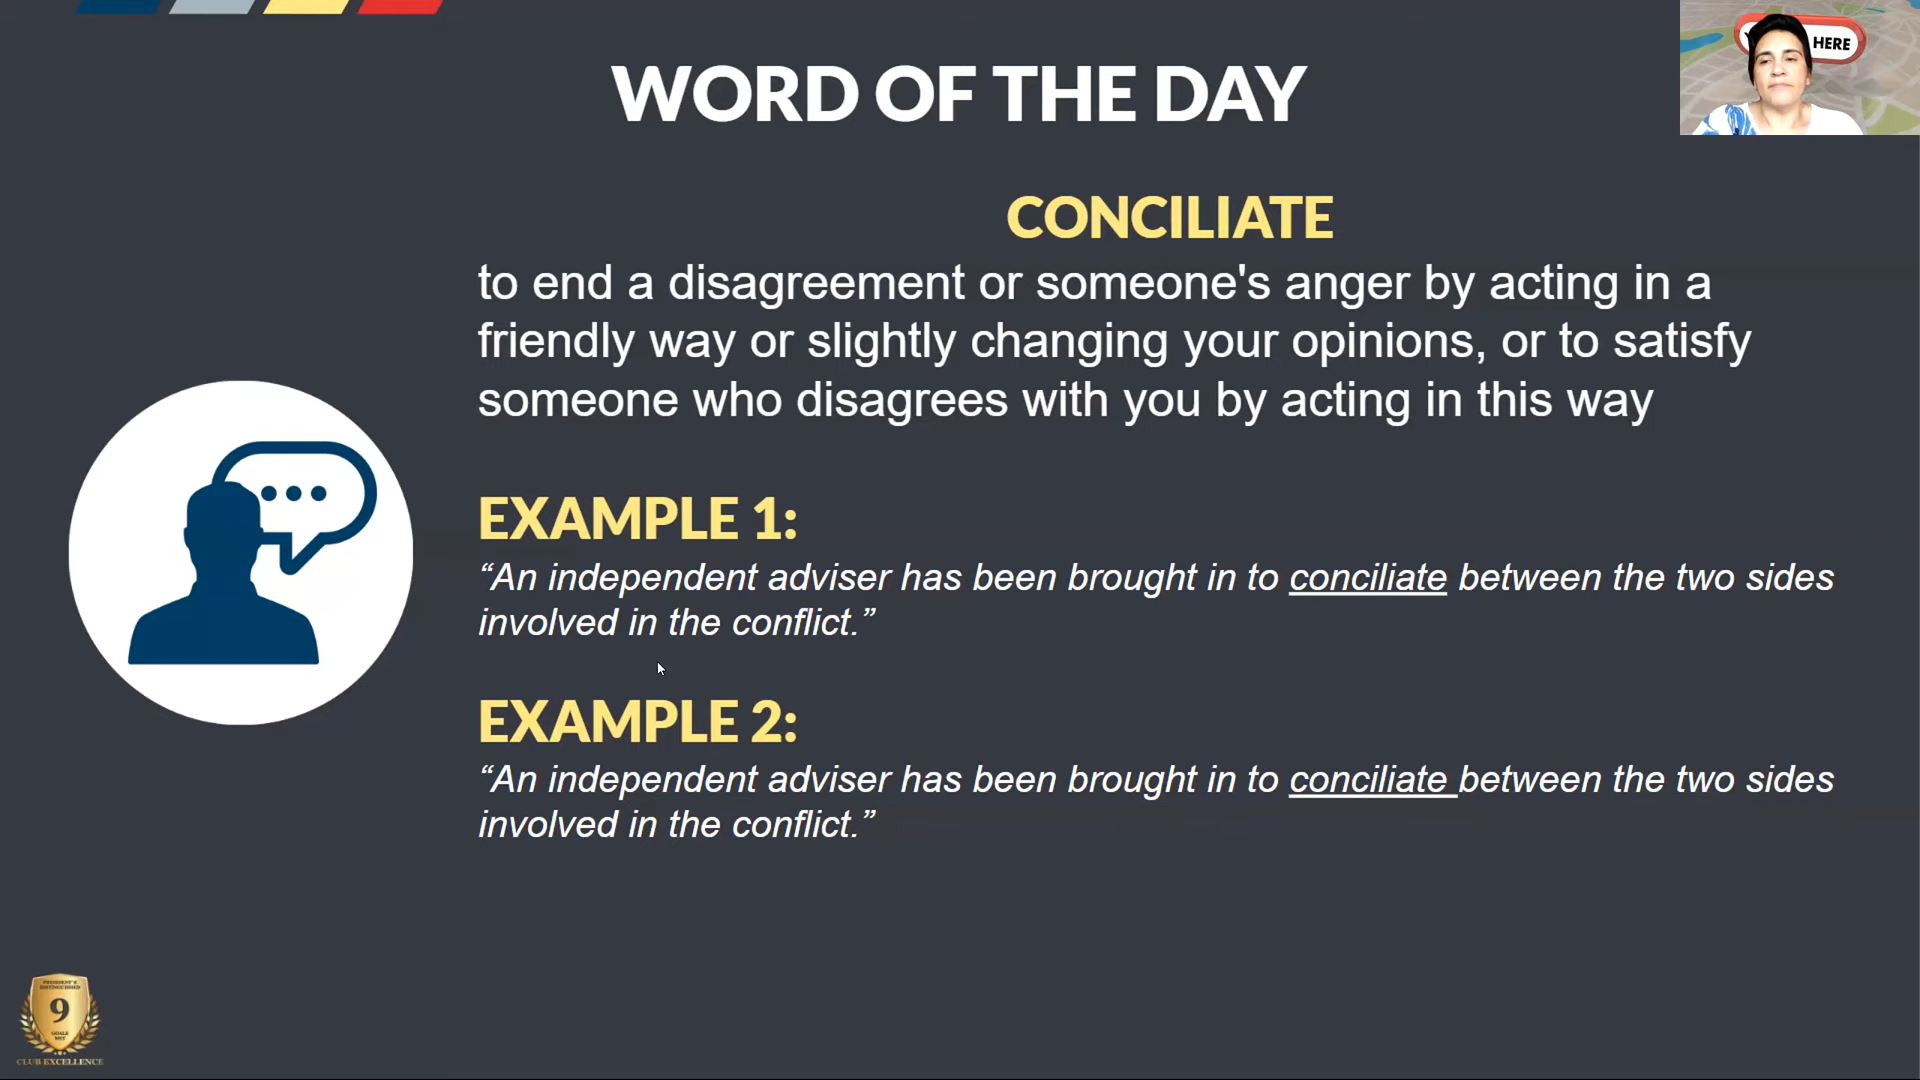 HERE
WORD OF THE DAY
CONCILIATE
to end a disagreement or someone's anger by acting in a
friendly way or slightly changing your opinions, or to satisfy
someone who disagrees with you by acting in this way
EXAMPLE 1:
“An independent adviser has been brought in to conciliate between the two sides
involved in the conflict.”
EXAMPLE 2:
“An independent adviser has been brought in to conciliate between the two sides
involved in the conflict.”
PRESIDENT'S
DISTINGUISHED
9
GOALS
MET
CLUB EXCELLENCE